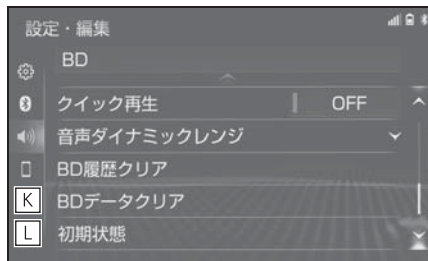 設定・編集
BD
クイック再生 OFF
音声ダイナミックレンジ
BD履歴クリア
K BDデータクリア
L 初期状態